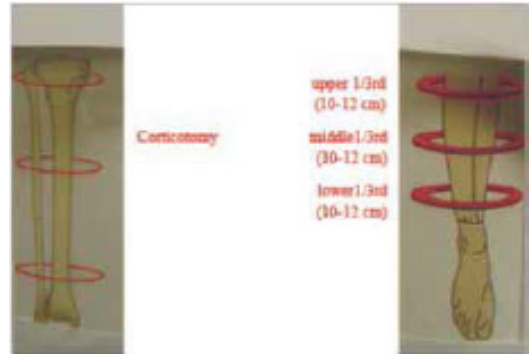 upper 1/3rd
(10-12 cm)
Corticotomy
middle1/3rd
(10-12 cm)
lower1/3rd
(10-12 cm)